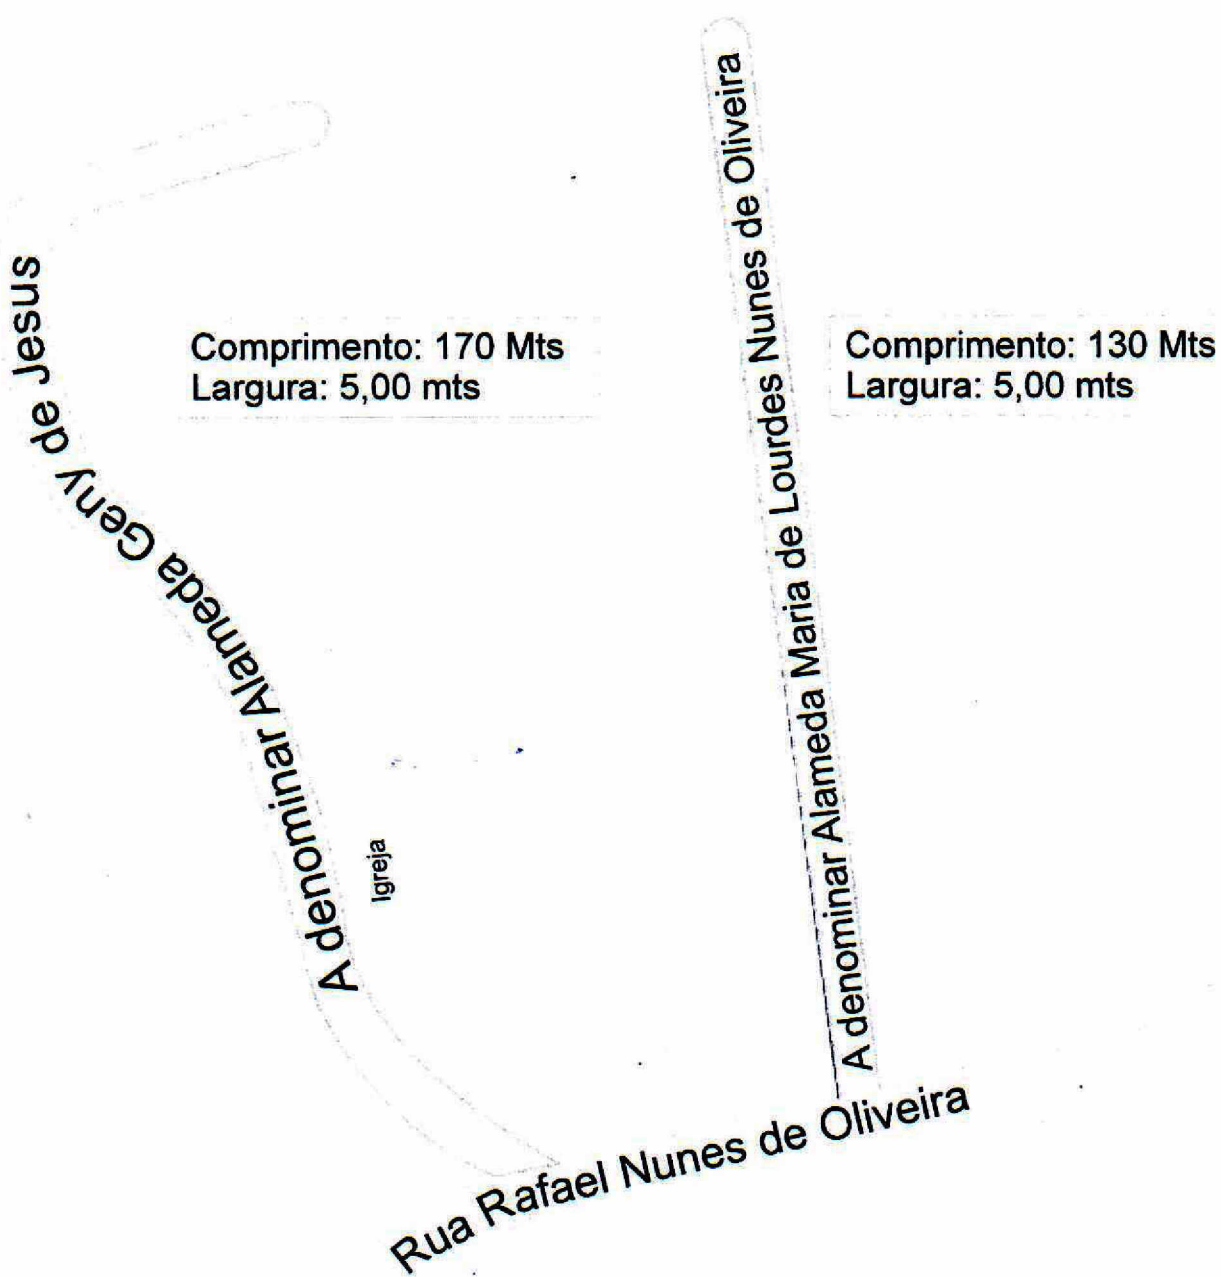 A denominar Alameda Geny de Jesus
Comprimento: 170 Mts
Largura: 5,00 mts
Igreja
A denominar Alameda Maria de Lourdes Nunes de Oliveira
Comprimento: 130 Mts
Largura: 5,00 mts
Rua Rafael Nunes de Oliveira